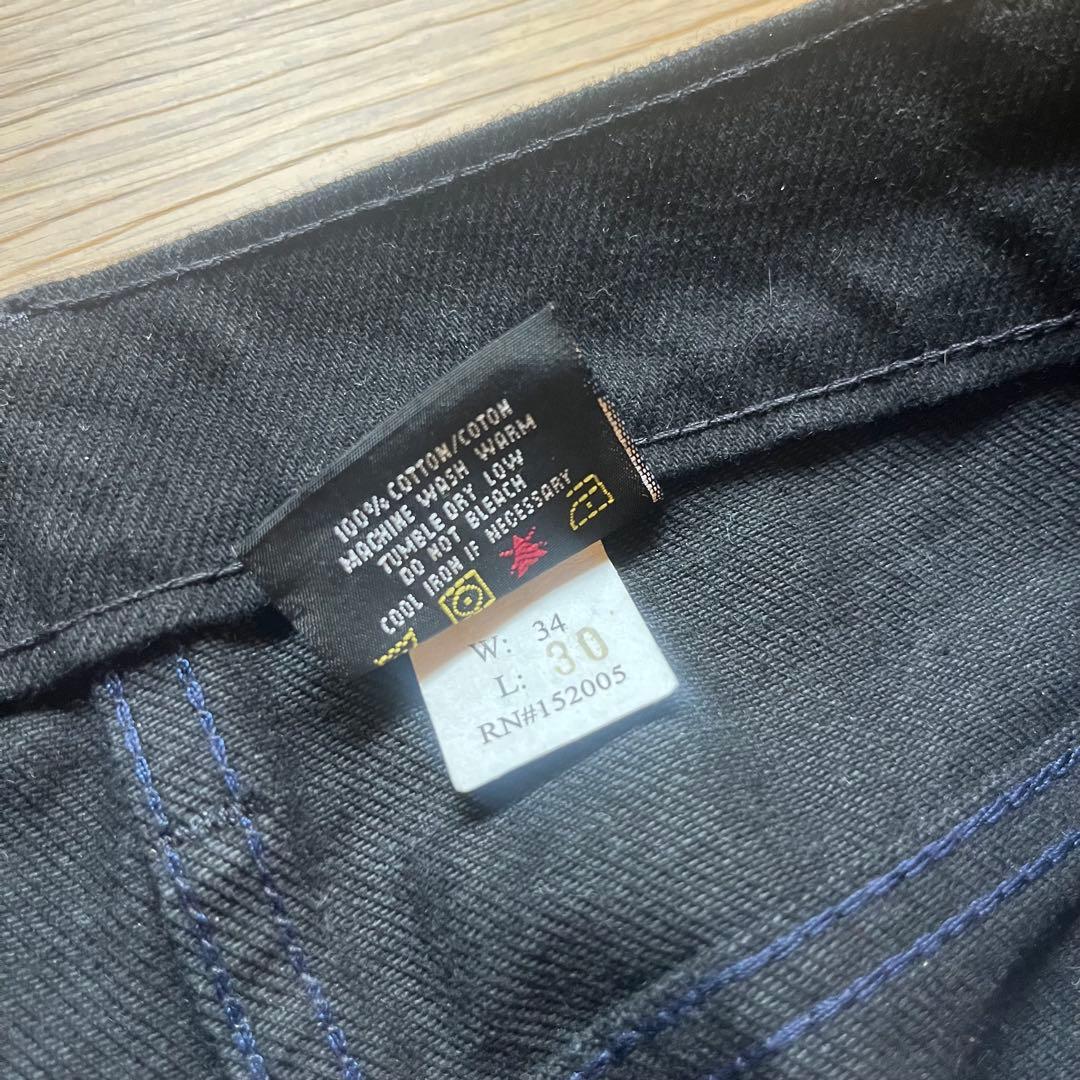 100% COTTON/COTON
MACHINE WASH WARM
TUMBLE DRY LOW
DO NOT BLEACH
COOL IRON IF NECESSARY
W: 34
L: 30
RN#152005